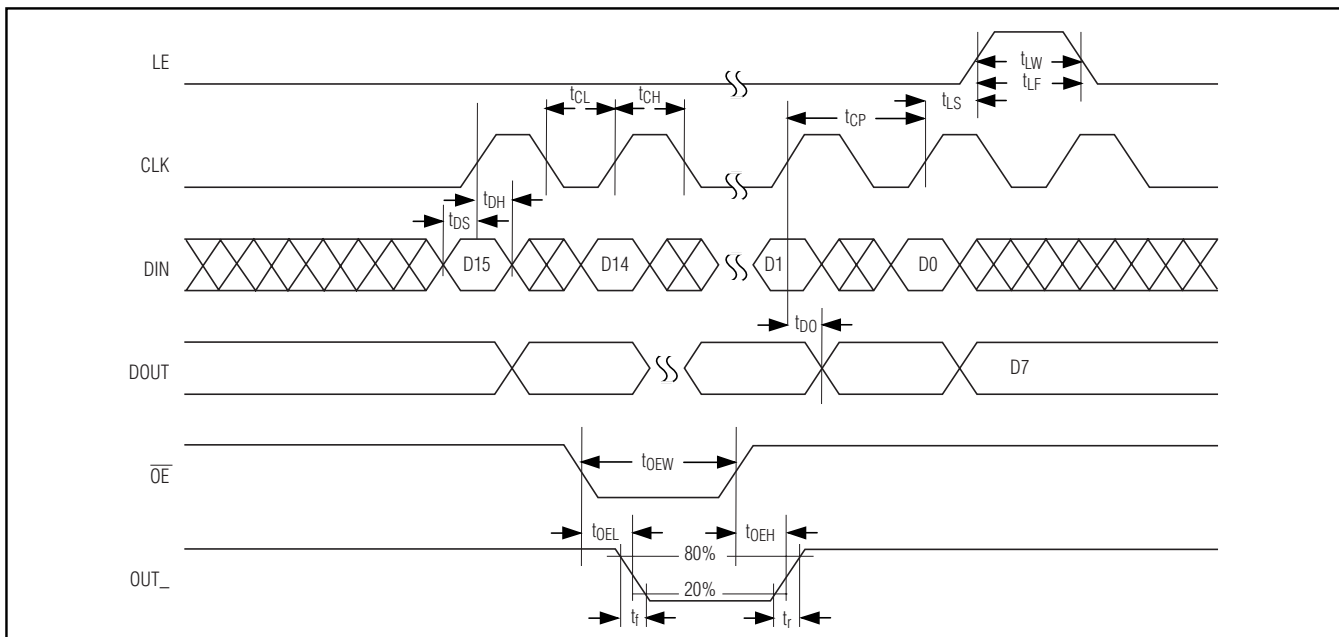 LE
tLW
tLF
tCL
tCH
tLS
tCP
CLK
tDH
tDS
DIN
D15
D14
D1
D0
tDO
DOUT
D7
OE
tOEW
tOEL
tOEH
80%
OUT_
20%
tf
tr